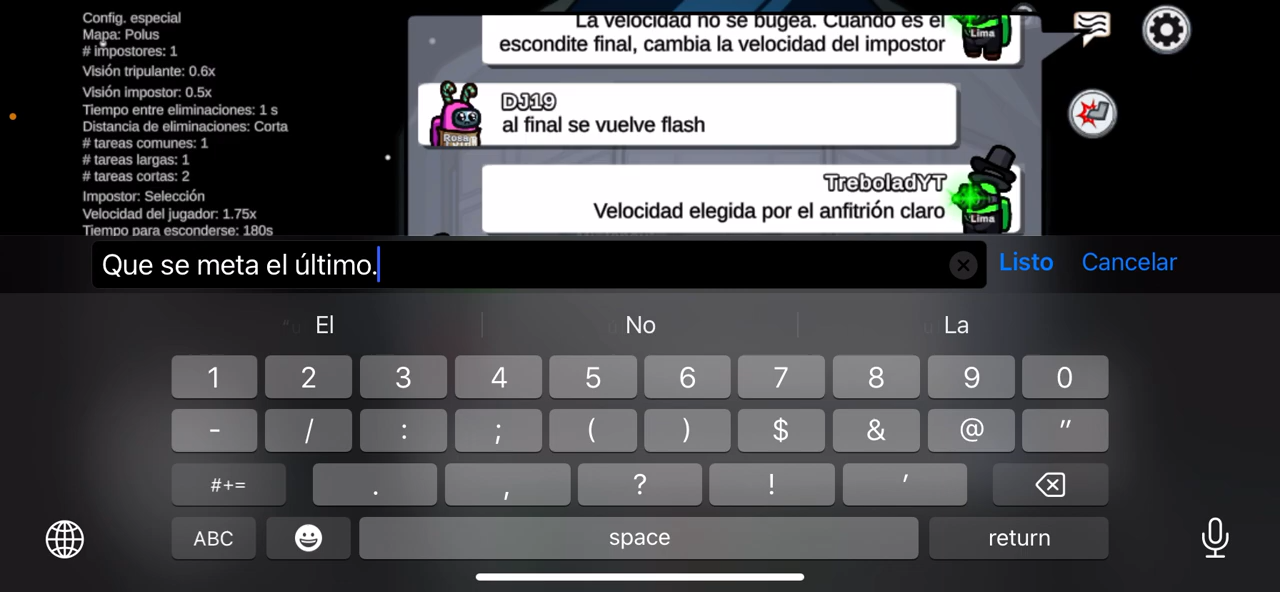 Config. especial
Mapa: Polus
# impostores: 1
Visión tripulante: 0.6x
Visión impostor: 0.5x
Tiempo entre eliminaciones: 1 s
Distancia de eliminaciones: Corta
# tareas comunes: 1
# tareas largas: 1
# tareas cortas: 2
Impostor: Selección
Velocidad del jugador: 1.75x
Tiempo para esconderse: 180s
La velocidad no se bugea. Cuando es el
escondite final, cambia la velocidad del impostor
Lima
DJ19
al final se vuelve flash
Rosa
TreboladYT
Velocidad elegida por el anfitrión claro
Lima
Que se meta el último.
Listo
Cancelar
El
No
La
1 2 3 4 5 6 7 8 9 0
- / : ; ( ) $ & @ "
#+= . , ? ! '
ABC
space
return